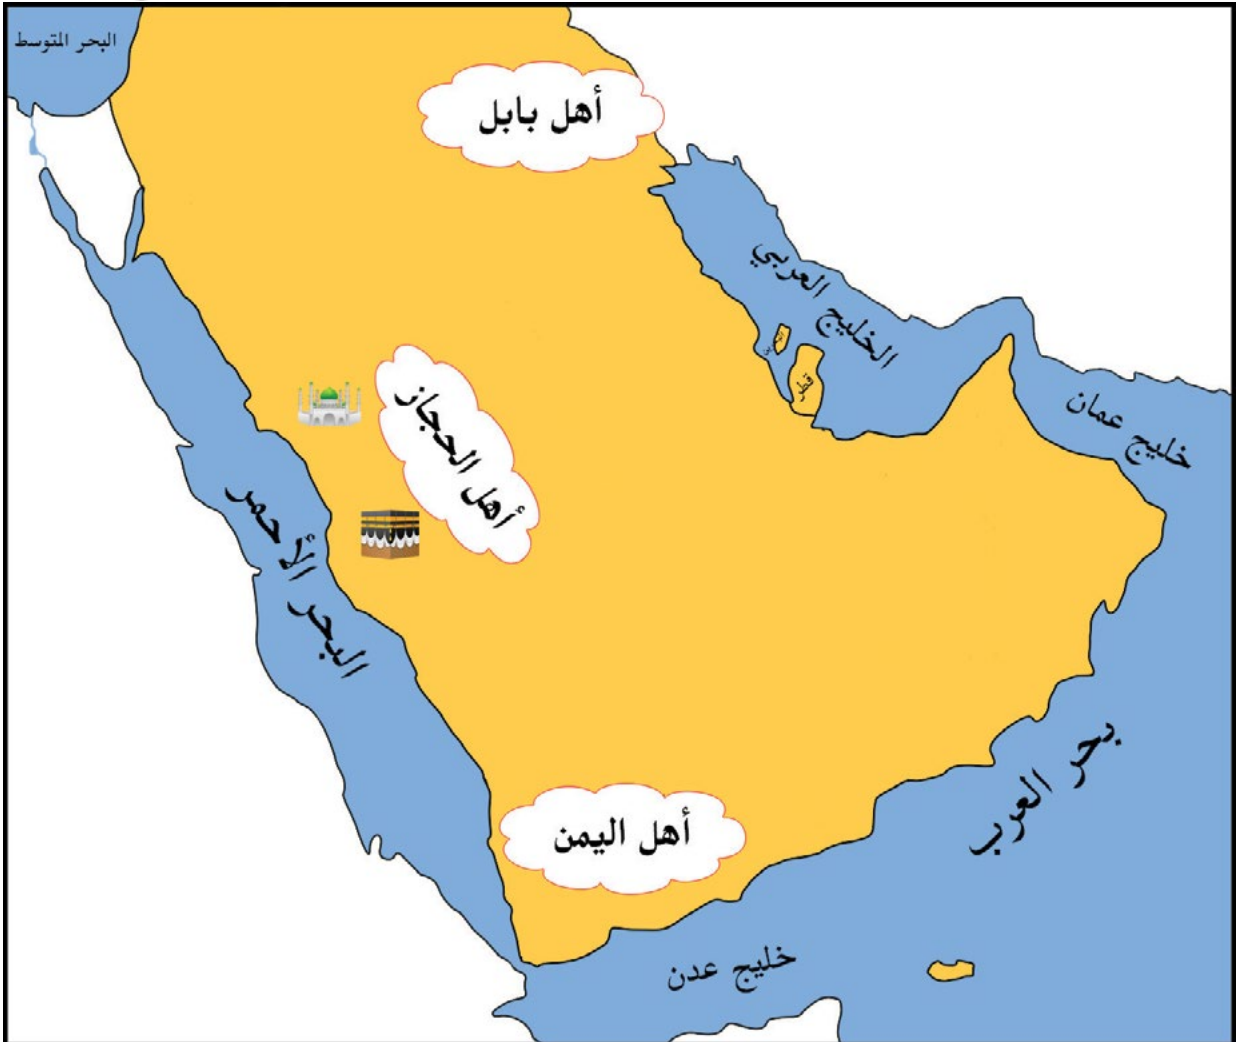 البحر المتوسط
أهل بابل
الخليج العربي
قطر
خليج عمان
أهل الحجاز
البحر الأحمر
بحر العرب
أهل اليمن
خليج عدن